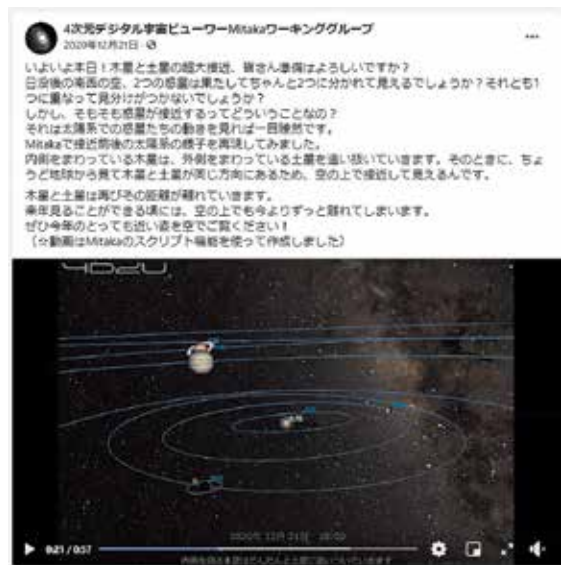 4次元デジタル宇宙ビューワーMitakaワーキンググループ
2020年12月21日
いよいよ本日！木星と土星の超大接近、皆さん準備はよろしいですか？
日没後の南西の空、2つの惑星は果たしてちゃんと2つに分かれて見えるでしょうか？それとも1
つに重なって見分けがつかないでしょうか？
しかし、そもそも惑星が接近するってどういうことなの？
それは太陽系での惑星たちの動きを見れば一目瞭然です。
Mitakaで接近前後の太陽系の様子を再現してみました。
内側をまわっている木星は、外側をまわっている土星を追い抜いていきます。そのときに、ちょ
うど地球から見て木星と土星が同じ方向にあるため、空の上で接近して見えるんです。
木星と土星は再びその距離が離れていきます。
来年見ることができる頃には、空の上でも今よりずっと離れてしまいます。
ぜひ今年のとっても近い姿を空でご覧ください！
（☆動画はMitakaのスクリプト機能を使って作成しました）
4D2U
2020年 12月 21日
0:21 / 0:57